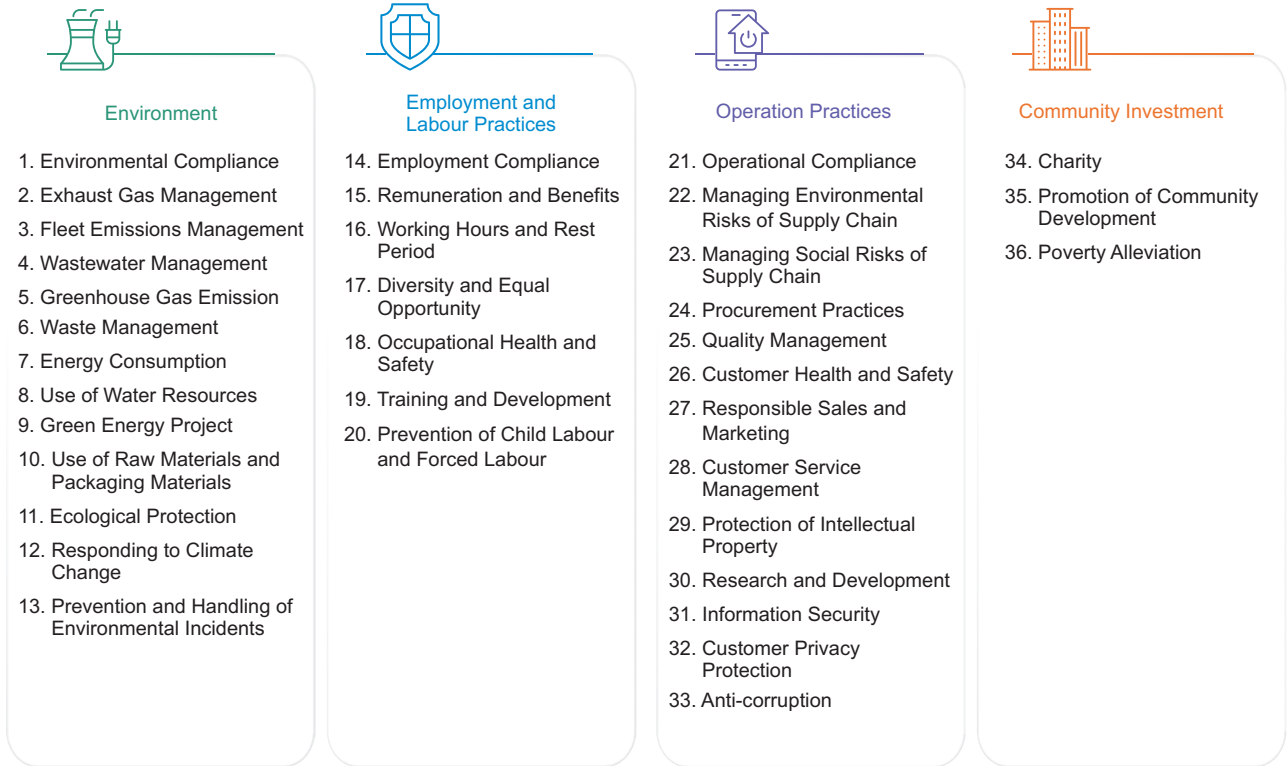 Environment
1. Environmental Compliance
2. Exhaust Gas Management
3. Fleet Emissions Management
4. Wastewater Management
5. Greenhouse Gas Emission
6. Waste Management
7. Energy Consumption
8. Use of Water Resources
9. Green Energy Project
10. Use of Raw Materials and
Packaging Materials
11. Ecological Protection
12. Responding to Climate
Change
13. Prevention and Handling of
Environmental Incidents
Employment and
Labour Practices
14. Employment Compliance
15. Remuneration and Benefits
16. Working Hours and Rest
Period
17. Diversity and Equal
Opportunity
18. Occupational Health and
Safety
19. Training and Development
20. Prevention of Child Labour
and Forced Labour
Operation Practices
21. Operational Compliance
22. Managing Environmental
Risks of Supply Chain
23. Managing Social Risks of
Supply Chain
24. Procurement Practices
25. Quality Management
26. Customer Health and Safety
27. Responsible Sales and
Marketing
28. Customer Service
Management
29. Protection of Intellectual
Property
30. Research and Development
31. Information Security
32. Customer Privacy
Protection
33. Anti-corruption
Community Investment
34. Charity
35. Promotion of Community
Development
36. Poverty Alleviation